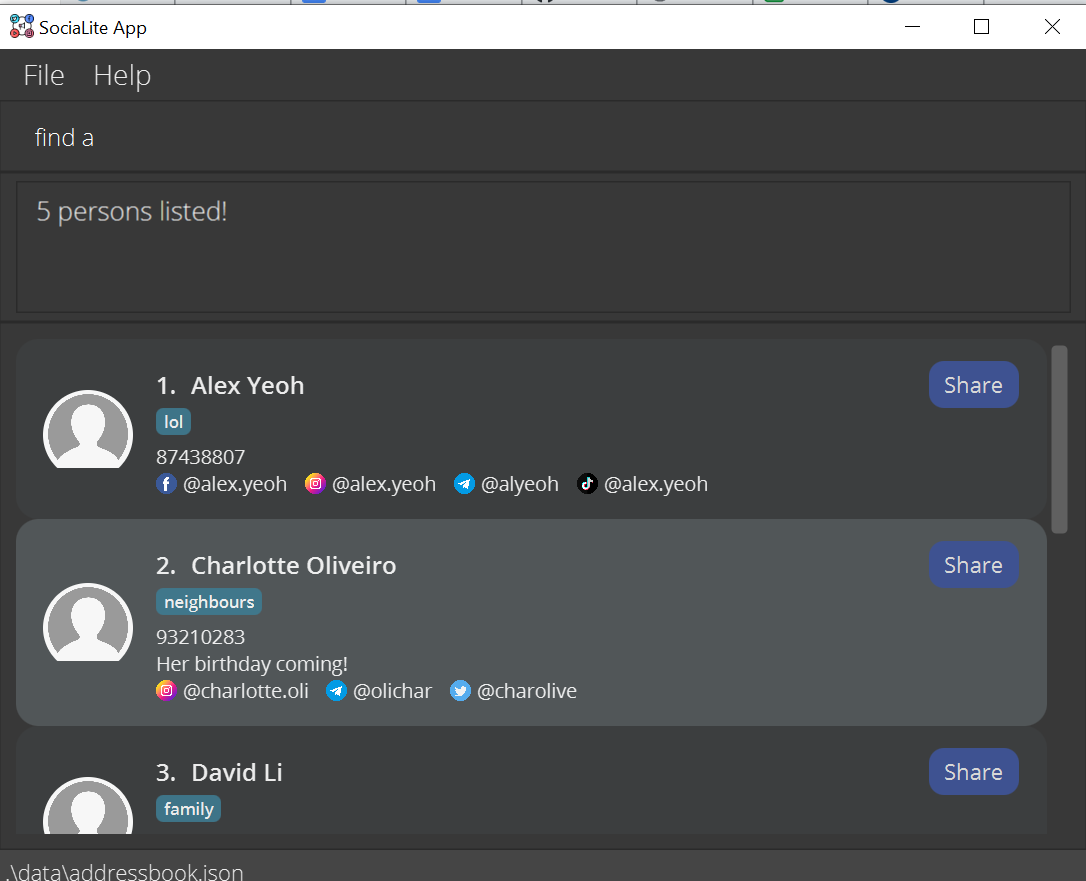 SociaLite App
File Help
find a
5 persons listed!
1. Alex Yeoh
Share
lol
87438807
@alex.yeoh @alex.yeoh @alyeoh @alex.yeoh
2. Charlotte Oliveiro
Share
neighbours
93210283
Her birthday coming!
@charlotte.oli @olichar @charolive
3. David Li
Share
family
.\data\addressbook.json